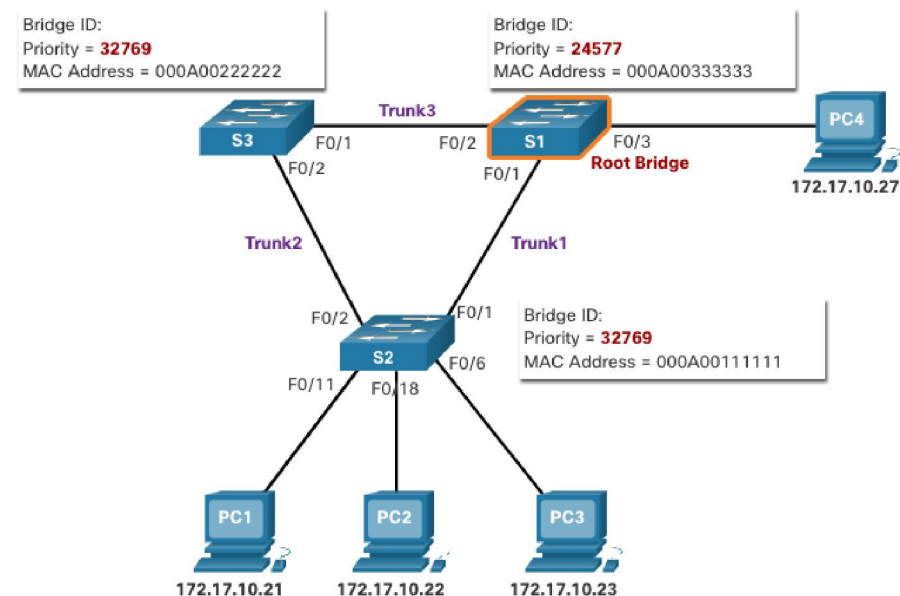 Bridge ID:
Priority = 32769
MAC Address = 000A00222222
Bridge ID:
Priority = 24577
MAC Address = 000A00333333
Trunk3
S3
F0/1
F0/2
S1
F0/3
PC4
F0/2
F0/1
Root Bridge
172.17.10.27
Trunk2
Trunk1
F0/2
F0/1
Bridge ID:
Priority = 32769
MAC Address = 000A00111111
S2
F0/6
F0/11
F0/18
PC1
PC2
PC3
172.17.10.21
172.17.10.22
172.17.10.23